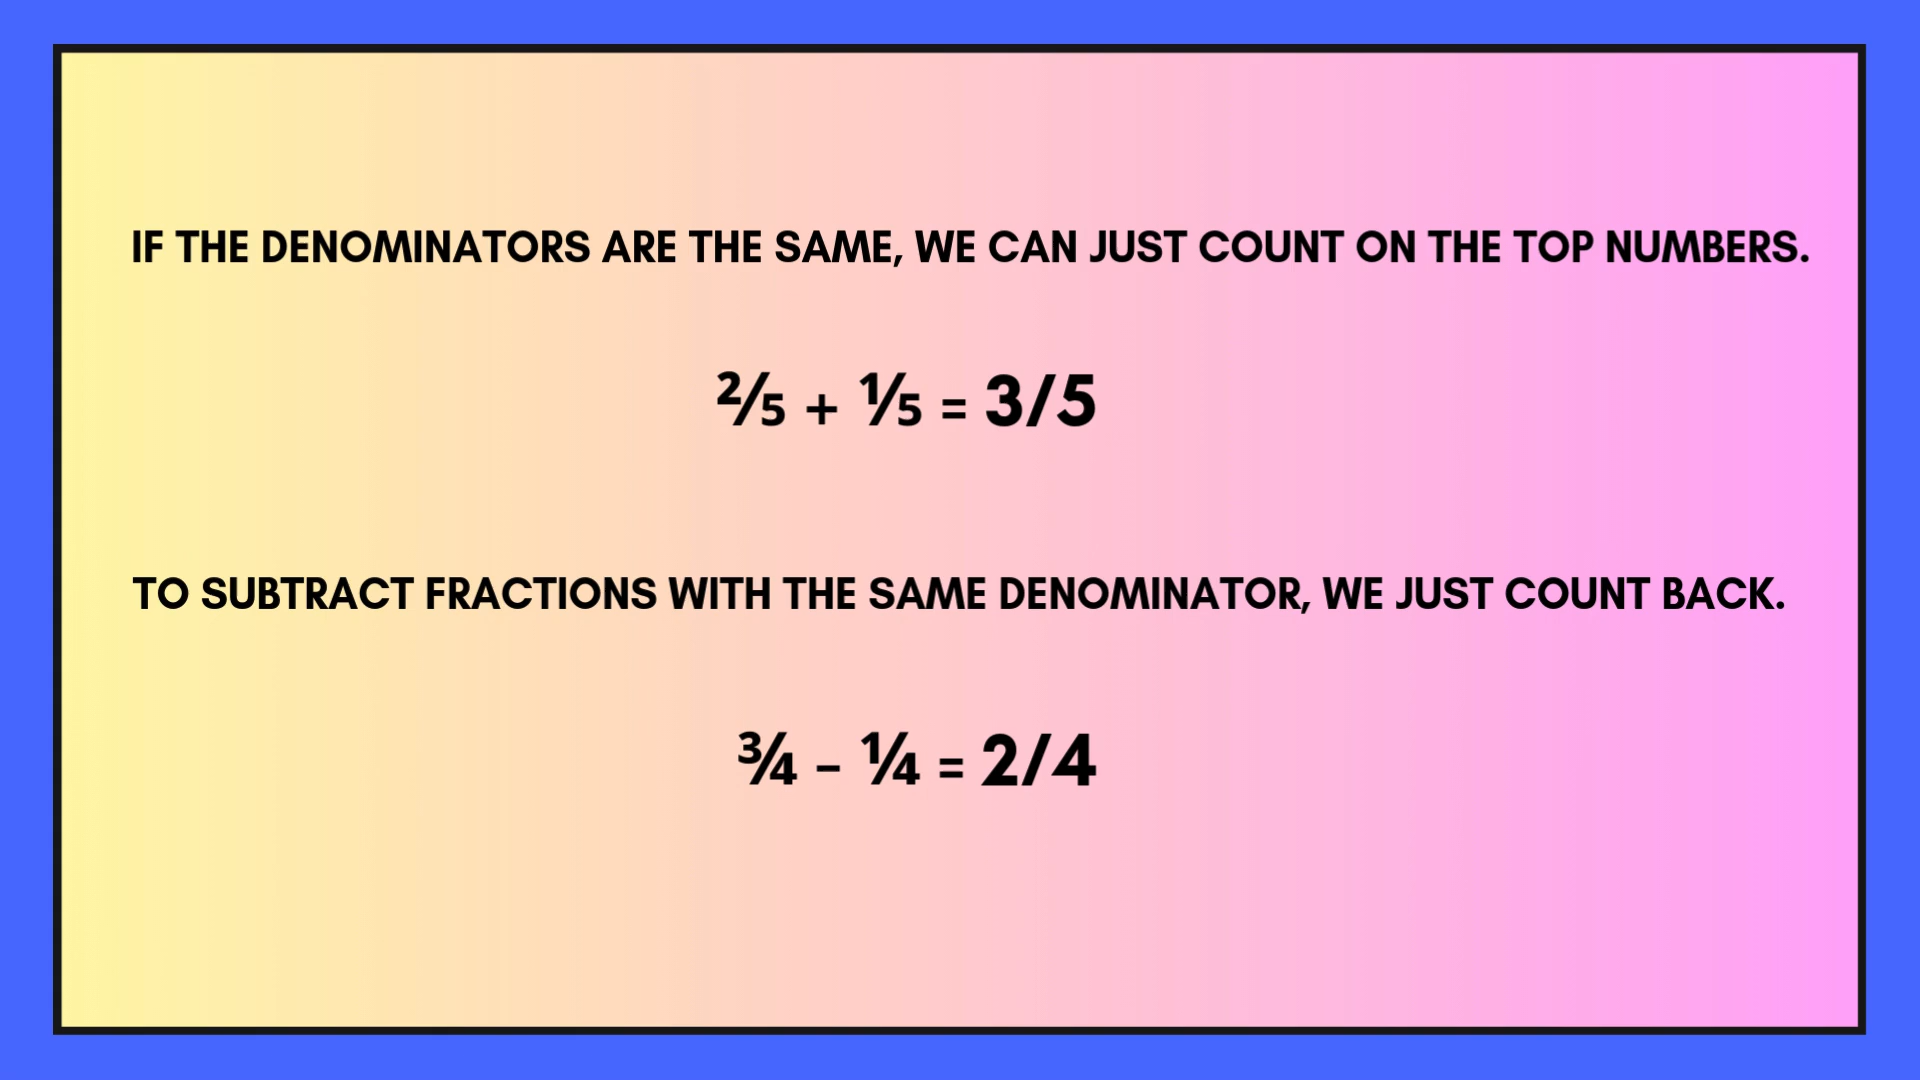 IF THE DENOMINATORS ARE THE SAME, WE CAN JUST COUNT ON THE TOP NUMBERS.
⅖ + ⅕ = 3/5
TO SUBTRACT FRACTIONS WITH THE SAME DENOMINATOR, WE JUST COUNT BACK.
¾ – ¼ = 2/4